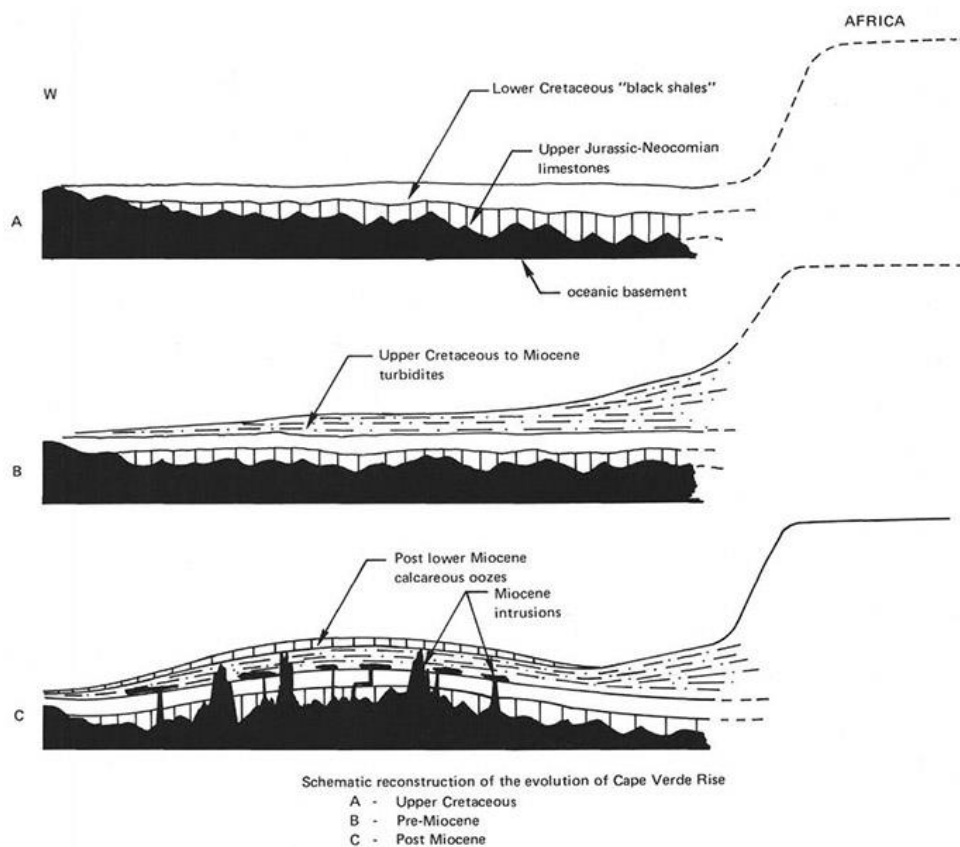 AFRICA
W
Lower Cretaceous "black shales"
Upper Jurassic-Neocomian
limestones
A
oceanic basement
Upper Cretaceous to Miocene
turbidites
B
Post lower Miocene
calcareous oozes
Miocene
intrusions
C
Schematic reconstruction of the evolution of Cape Verde Rise
A - Upper Cretaceous
B - Pre-Miocene
C - Post Miocene